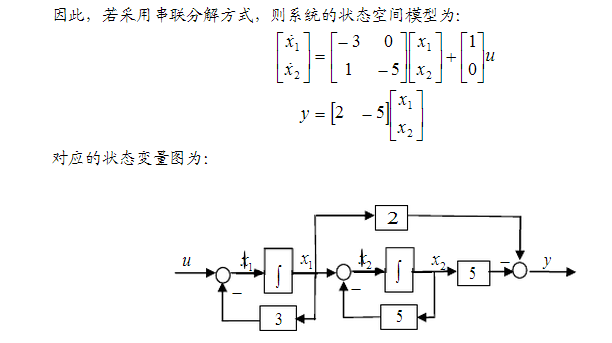 因此，若采用串联分解方式，则系统的状态空间模型为：
[ẋ₁ ẋ₂] = [−3 0 1 −5][x₁ x₂] + [1 0]u
y = [2 −5][x₁ x₂]
对应的状态变量图为：
2
u ẋ₁ ∫ x₁ ẋ₂ ∫ x₂ 5 − y
− −
3 5